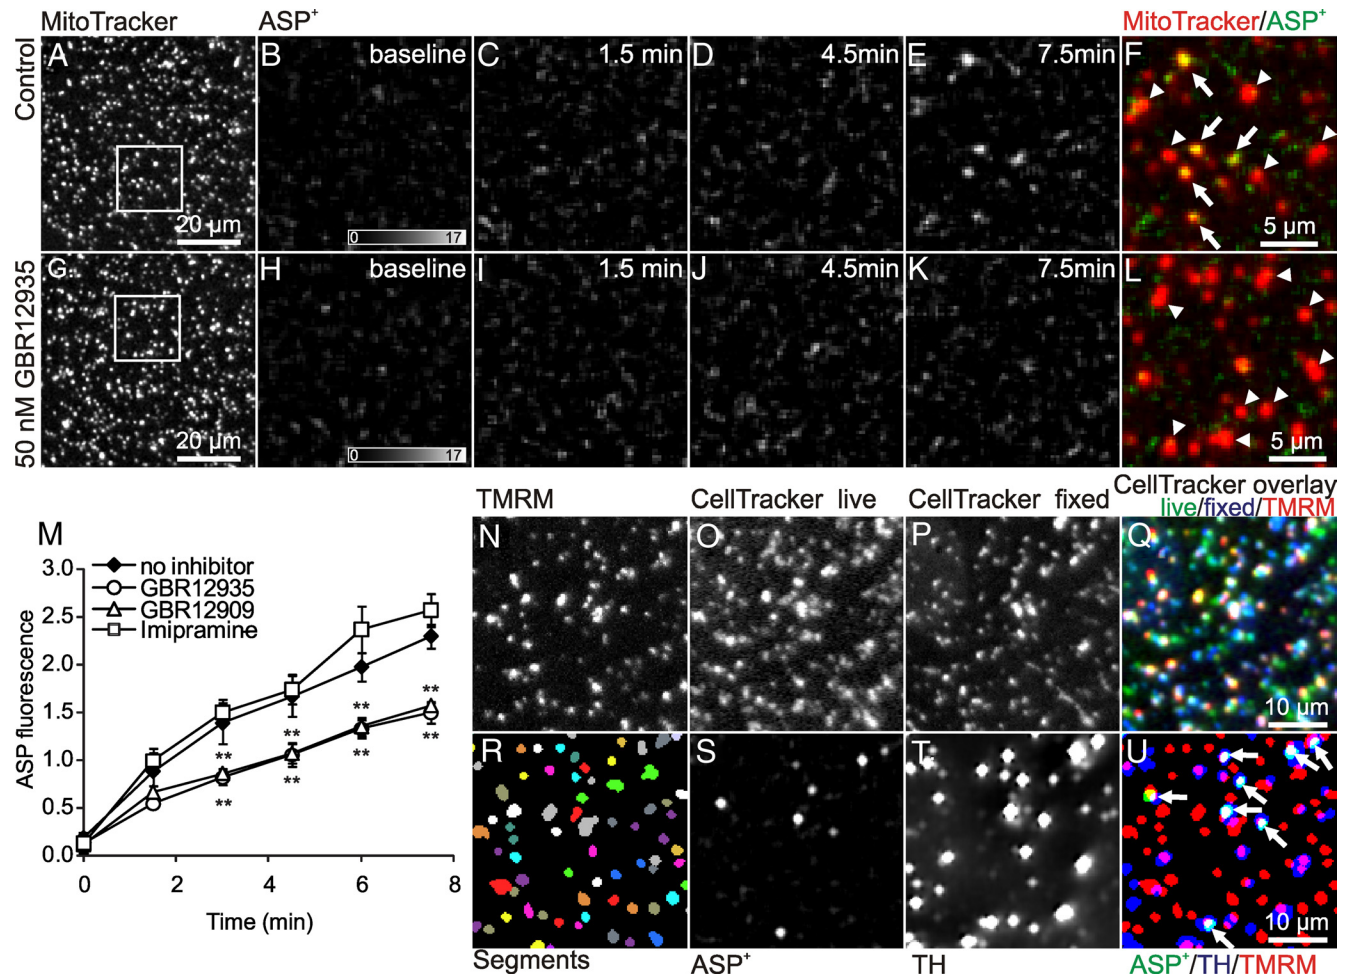 MitoTracker ASP⁺ MitoTracker/ASP⁺
Control
A B baseline C 1.5 min D 4.5min E 7.5min F
20 µm 0 17 5 µm
50 nM GBR12935
G H baseline I 1.5 min J 4.5min K 7.5min L
20 µm 0 17 5 µm
M
ASP fluorescence
3.0
2.5
2.0
1.5
1.0
0.5
0.0
no inhibitor
GBR12935
GBR12909
Imipramine
** ** ** **
** ** ** **
0 2 4 6 8
Time (min)
TMRM CellTracker live CellTracker fixed CellTracker overlay
live/fixed/TMRM
N O P Q
10 µm
R S T U
10 µm
Segments ASP⁺ TH ASP⁺/TH/TMRM